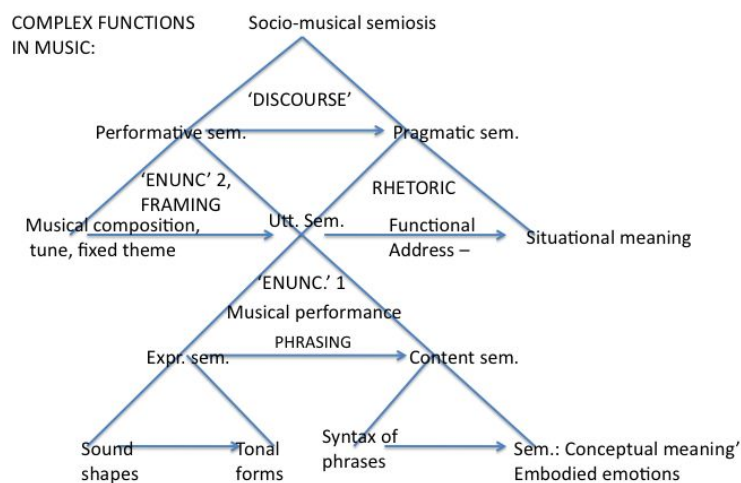 COMPLEX FUNCTIONS
IN MUSIC:
Socio-musical semiosis
‘DISCOURSE’
Performative sem.
Pragmatic sem.
‘ENUNC’ 2,
FRAMING
RHETORIC
Musical composition,
tune, fixed theme
Utt. Sem.
Functional
Address –
Situational meaning
‘ENUNC.’ 1
Musical performance
PHRASING
Expr. sem.
Content sem.
Sound
shapes
Tonal
forms
Syntax of
phrases
Sem.: Conceptual meaning’
Embodied emotions